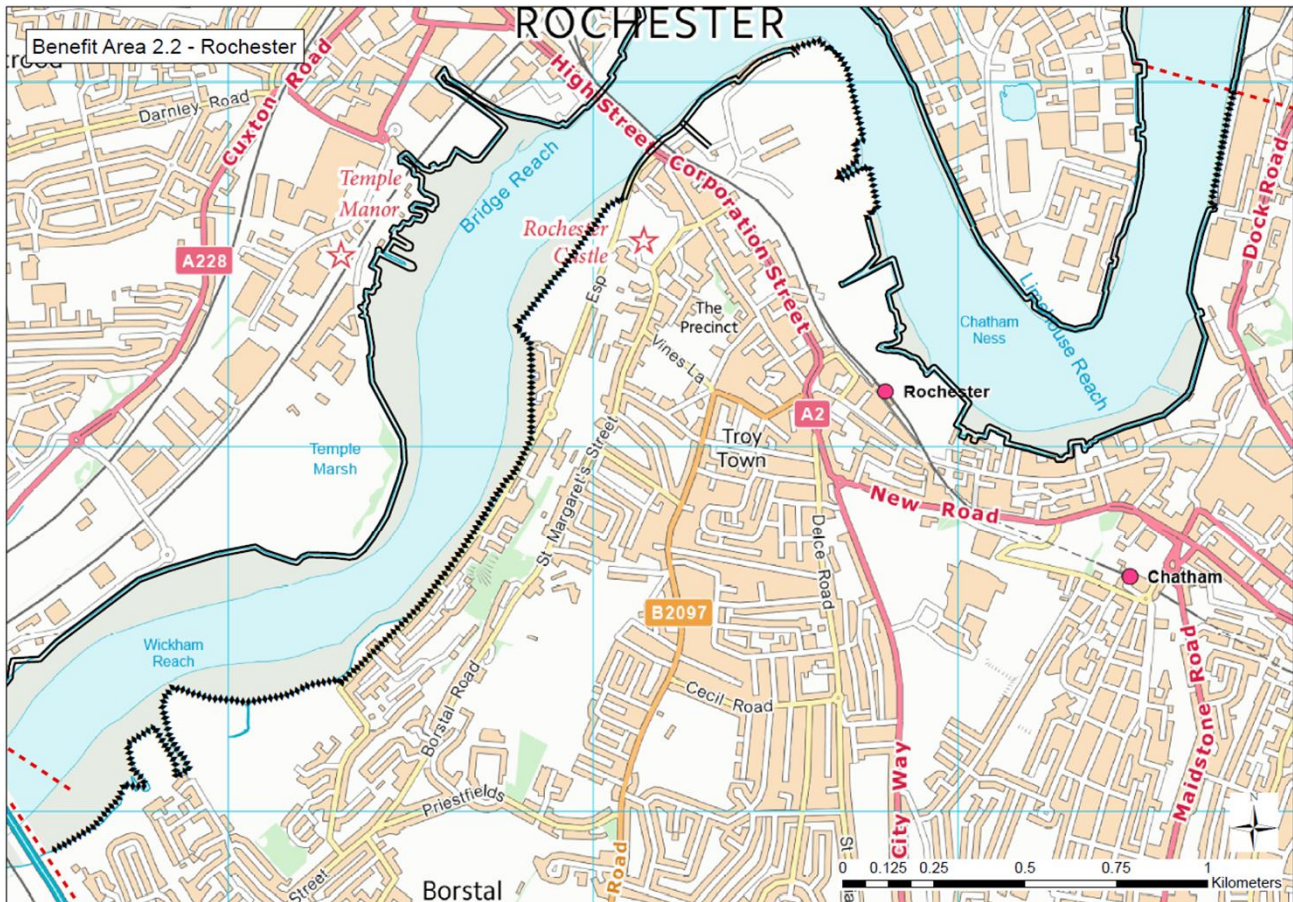 ROCHESTER
Benefit Area 2.2 - Rochester
Darnley Road
Cuxton Road
High Street
Corporation Street
Bridge Reach
Temple
Manor
Rochester
Castle
A228
Esp
The
Precinct
Vines La
Dock Road
Limehouse Reach
Chatham
Ness
Rochester
A2
Troy
Town
Temple
Marsh
St. Margaret's Street
New Road
Delce Road
Chatham
B2097
Wickham
Reach
Borstal Road
Cecil Road
City Way
Maidstone Road
Priestfields
Street
Road
St
Borstal
N
0 0.125 0.25 0.5 0.75 1
Kilometers